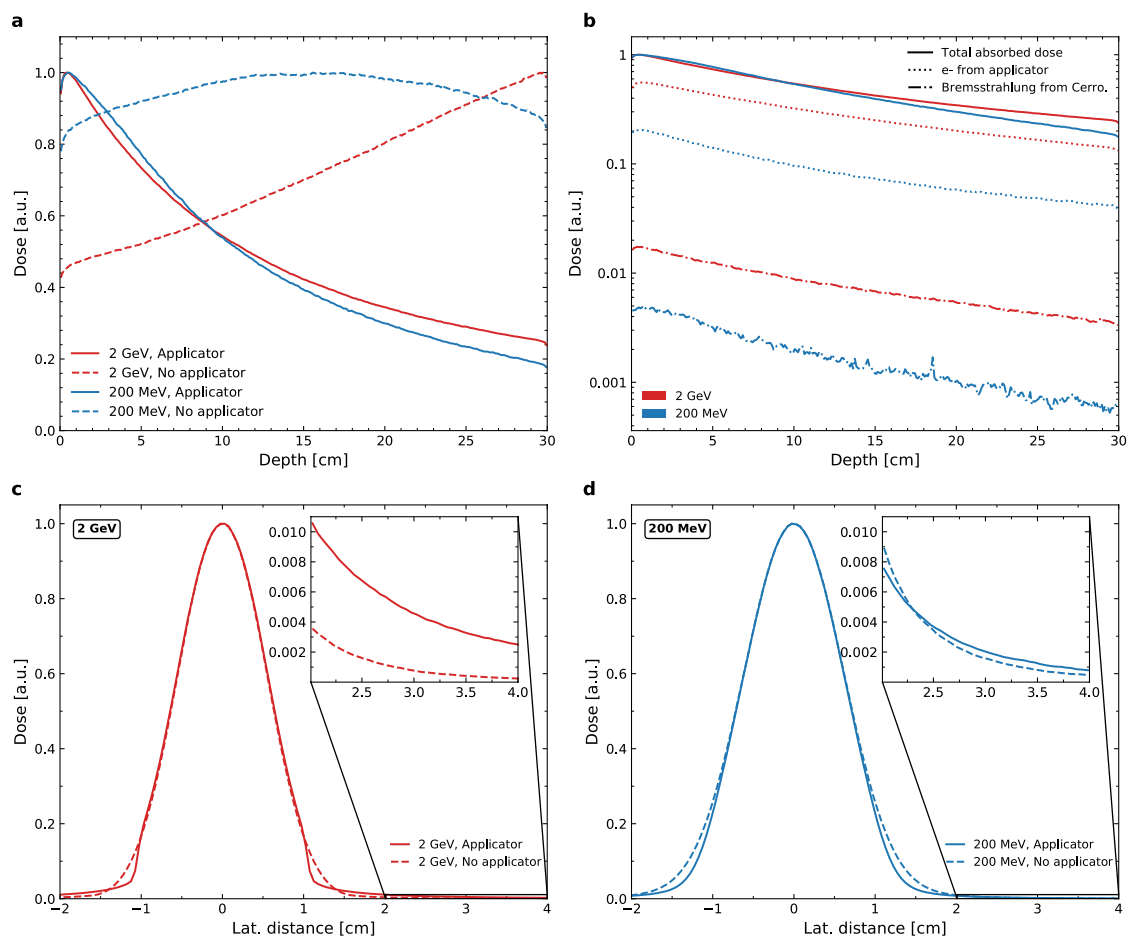 a
1.0
0.8
0.6
0.4
0.2
0.0
Dose [a.u.]
2 GeV, Applicator
2 GeV, No applicator
200 MeV, Applicator
200 MeV, No applicator
0 5 10 15 20 25 30
Depth [cm]
b
1
0.1
0.01
0.001
Dose [a.u.]
Total absorbed dose
e- from applicator
Bremsstrahlung from Cerro.
2 GeV
200 MeV
0 5 10 15 20 25 30
Depth [cm]
c
2 GeV
1.0
0.8
0.6
0.4
0.2
0.0
Dose [a.u.]
0.010
0.008
0.006
0.004
0.002
2.5 3.0 3.5 4.0
2 GeV, Applicator
2 GeV, No applicator
−2 −1 0 1 2 3 4
Lat. distance [cm]
d
200 MeV
1.0
0.8
0.6
0.4
0.2
0.0
Dose [a.u.]
0.010
0.008
0.006
0.004
0.002
2.5 3.0 3.5 4.0
200 MeV, Applicator
200 MeV, No applicator
−2 −1 0 1 2 3 4
Lat. distance [cm]